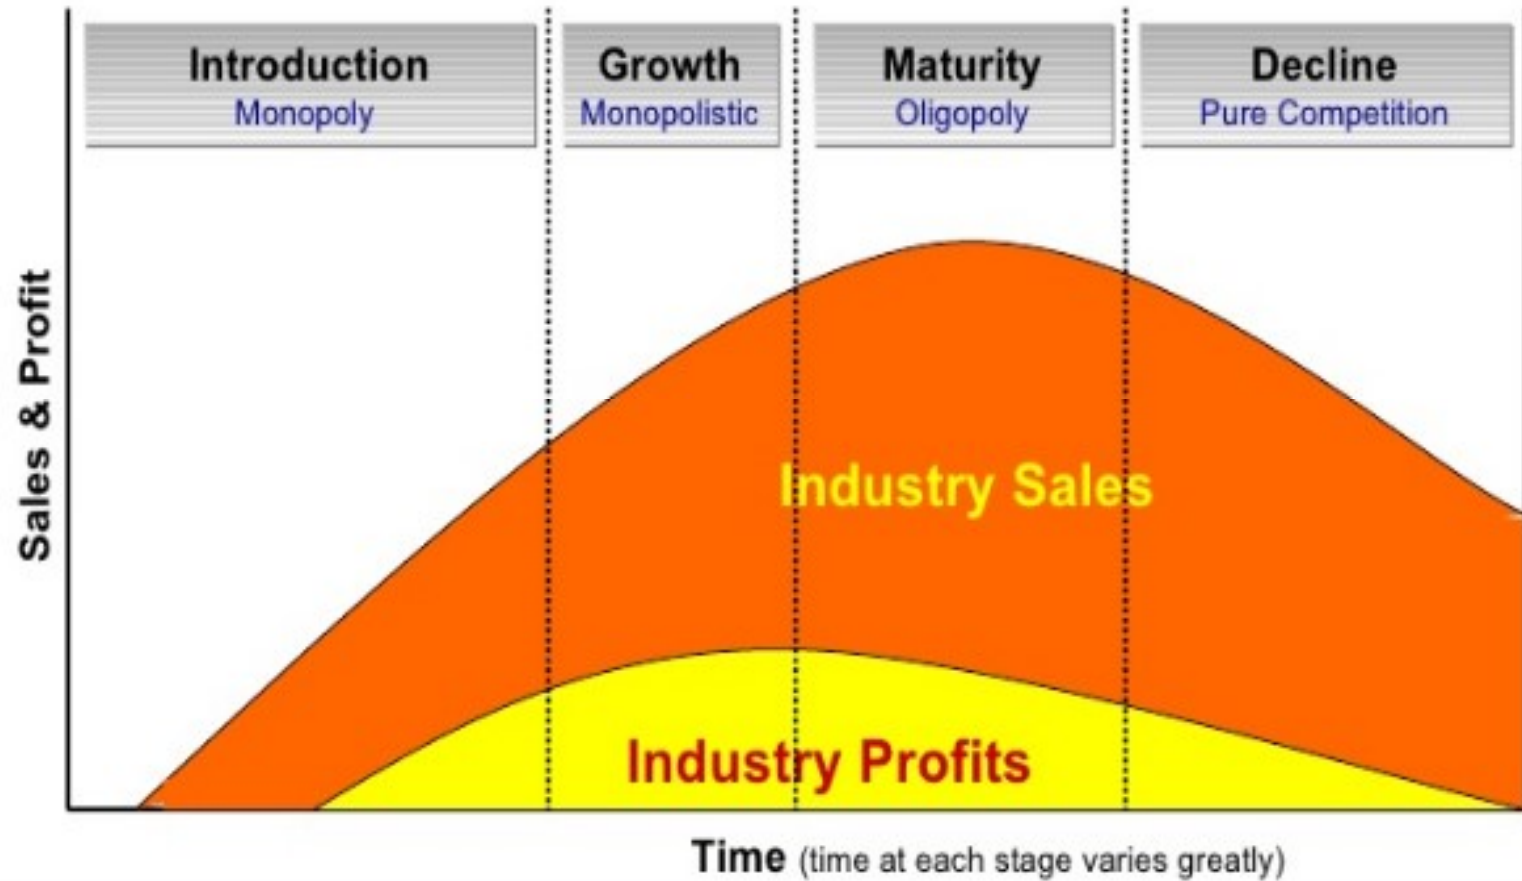 Introduction
Monopoly
Growth
Monopolistic
Maturity
Oligopoly
Decline
Pure Competition
Sales & Profit
Industry Sales
Industry Profits
Time (time at each stage varies greatly)